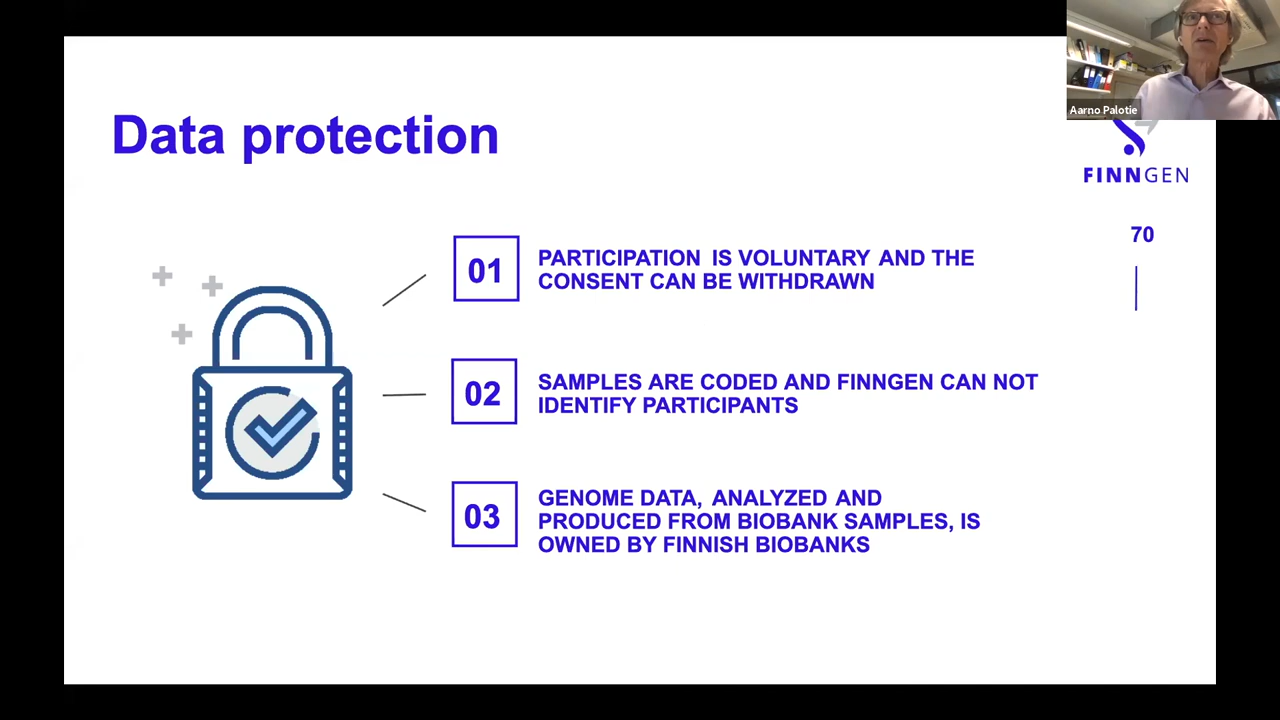 Aarno Palotie
Data protection
FINNGEN
70
01
PARTICIPATION IS VOLUNTARY AND THE
CONSENT CAN BE WITHDRAWN
02
SAMPLES ARE CODED AND FINNGEN CAN NOT
IDENTIFY PARTICIPANTS
03
GENOME DATA, ANALYZED AND
PRODUCED FROM BIOBANK SAMPLES, IS
OWNED BY FINNISH BIOBANKS